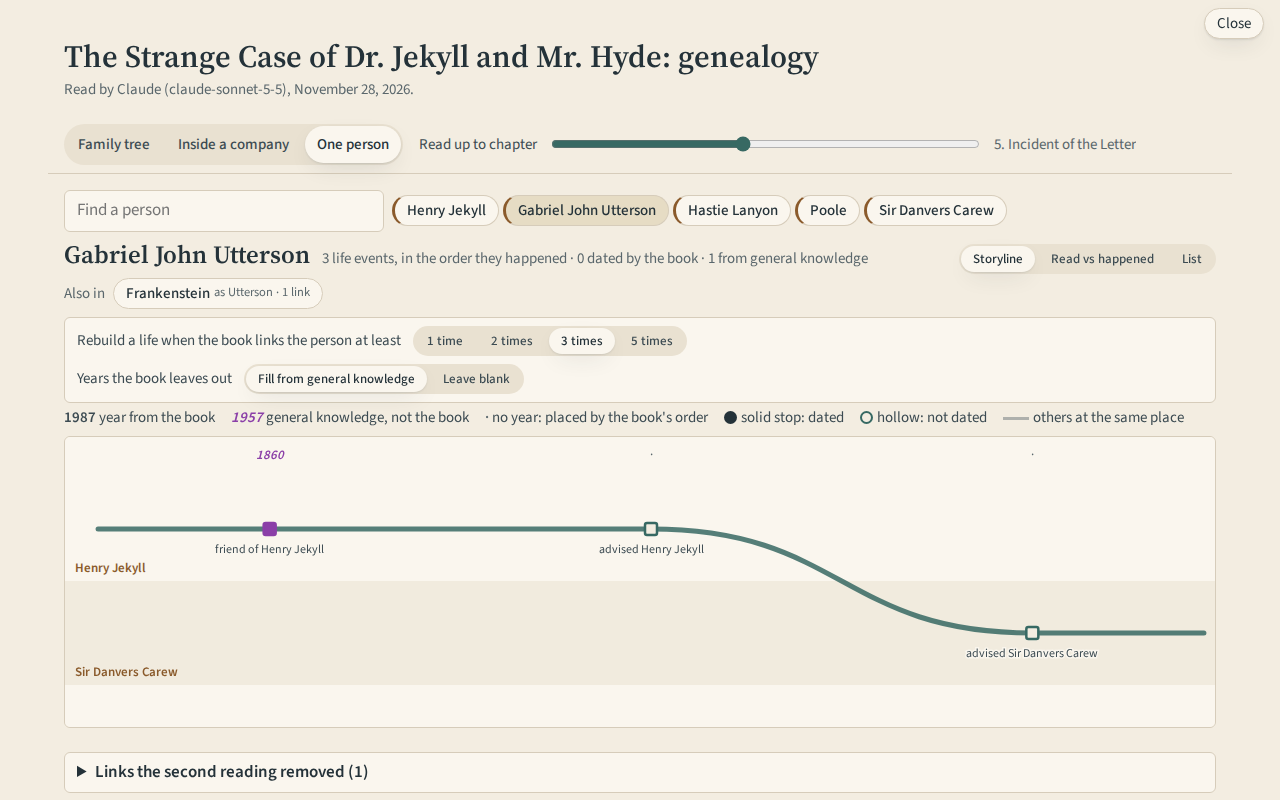 Close
The Strange Case of Dr. Jekyll and Mr. Hyde: genealogy
Read by Claude (claude-sonnet-5-5), November 28, 2026.
Family tree Inside a company One person Read up to chapter 5. Incident of the Letter
Find a person Henry Jekyll Gabriel John Utterson Hastie Lanyon Poole Sir Danvers Carew
Gabriel John Utterson 3 life events, in the order they happened · 0 dated by the book · 1 from general knowledge Storyline Read vs happened List
Also in Frankenstein as Utterson · 1 link
Rebuild a life when the book links the person at least 1 time 2 times 3 times 5 times
Years the book leaves out Fill from general knowledge Leave blank
1987 year from the book 1957 general knowledge, not the book · no year: placed by the book's order solid stop: dated hollow: not dated others at the same place
1860 · ·
friend of Henry Jekyll advised Henry Jekyll
Henry Jekyll
advised Sir Danvers Carew
Sir Danvers Carew
Links the second reading removed (1)